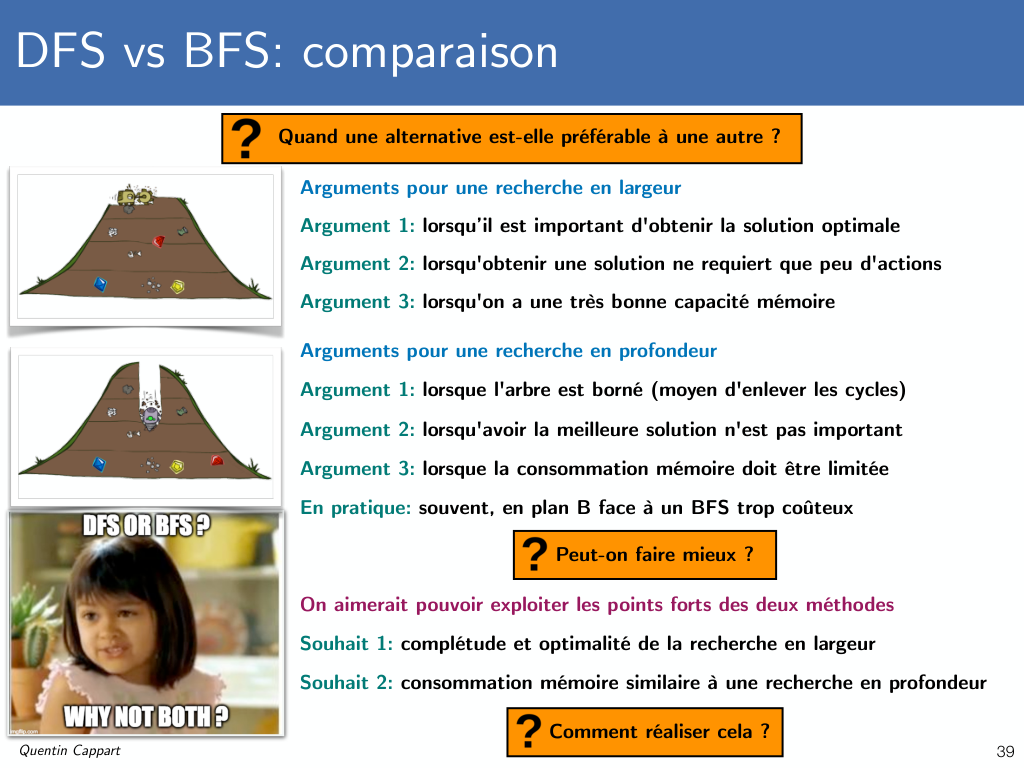 DFS vs BFS: comparaison
? Quand une alternative est-elle préférable à une autre ?
Arguments pour une recherche en largeur
Argument 1: lorsqu’il est important d'obtenir la solution optimale
Argument 2: lorsqu'obtenir une solution ne requiert que peu d'actions
Argument 3: lorsqu'on a une très bonne capacité mémoire
Arguments pour une recherche en profondeur
Argument 1: lorsque l'arbre est borné (moyen d'enlever les cycles)
Argument 2: lorsqu'avoir la meilleure solution n'est pas important
Argument 3: lorsque la consommation mémoire doit être limitée
En pratique: souvent, en plan B face à un BFS trop coûteux
DFS OR BFS ?
WHY NOT BOTH ?
imgflip.com
? Peut-on faire mieux ?
On aimerait pouvoir exploiter les points forts des deux méthodes
Souhait 1: complétude et optimalité de la recherche en largeur
Souhait 2: consommation mémoire similaire à une recherche en profondeur
? Comment réaliser cela ?
Quentin Cappart
39